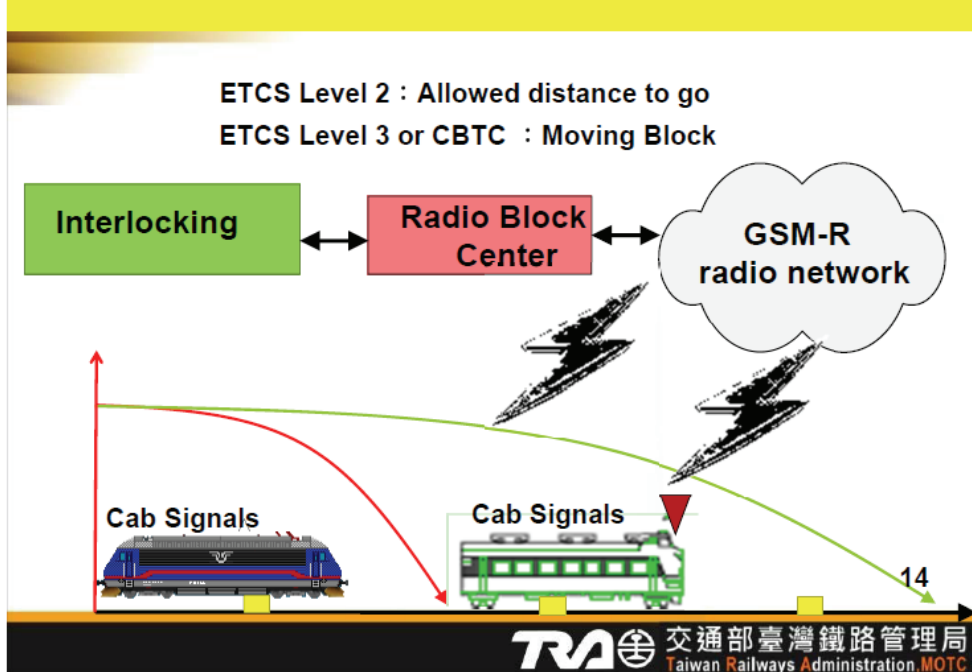 ETCS Level 2：Allowed distance to go
ETCS Level 3 or CBTC ：Moving Block
Interlocking
Radio Block
Center
GSM-R
radio network
Cab Signals
Cab Signals
14
TRA 交通部臺灣鐵路管理局
Taiwan Railways Administration.MOTC